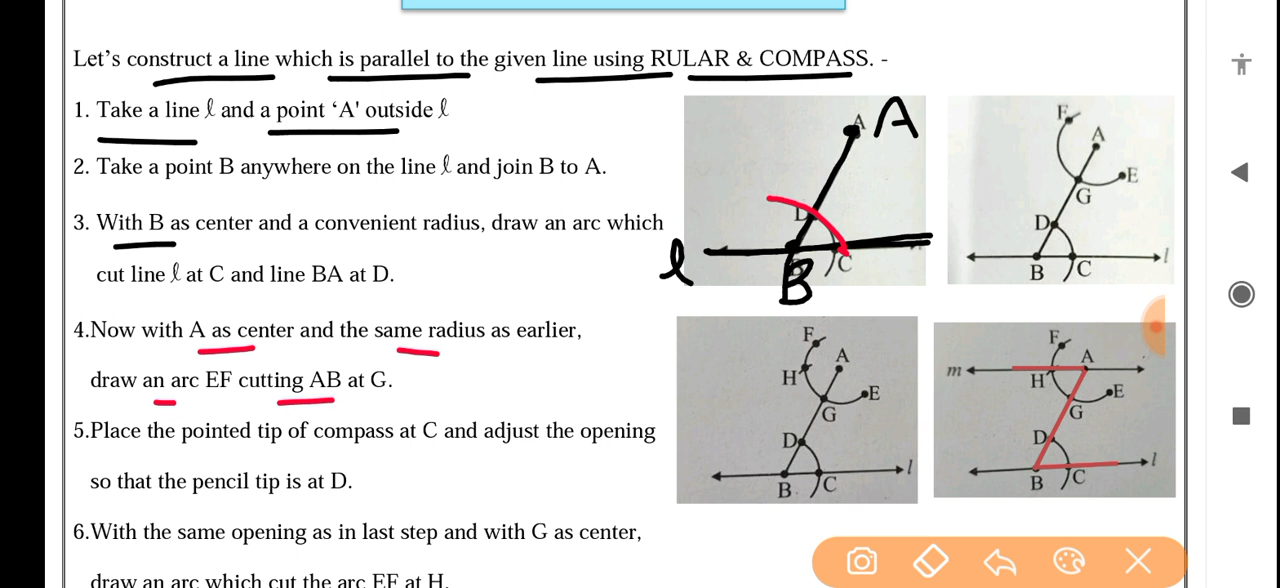 Let's construct a line which is parallel to the given line using RULAR & COMPASS. -
1. Take a line ℓ and a point ‘A' outside ℓ
2. Take a point B anywhere on the line ℓ and join B to A.
3. With B as center and a convenient radius, draw an arc which
cut line ℓ at C and line BA at D.
4.Now with A as center and the same radius as earlier,
draw an arc EF cutting AB at G.
5.Place the pointed tip of compass at C and adjust the opening
so that the pencil tip is at D.
6.With the same opening as in last step and with G as center,
draw an arc which cut the arc EF at H.
A A
D
ℓ B C
B
F
A
E
G
D
l
B C
F
A
H
E
G
D
l
B C
F
A
m
H
E
G
D
l
B C